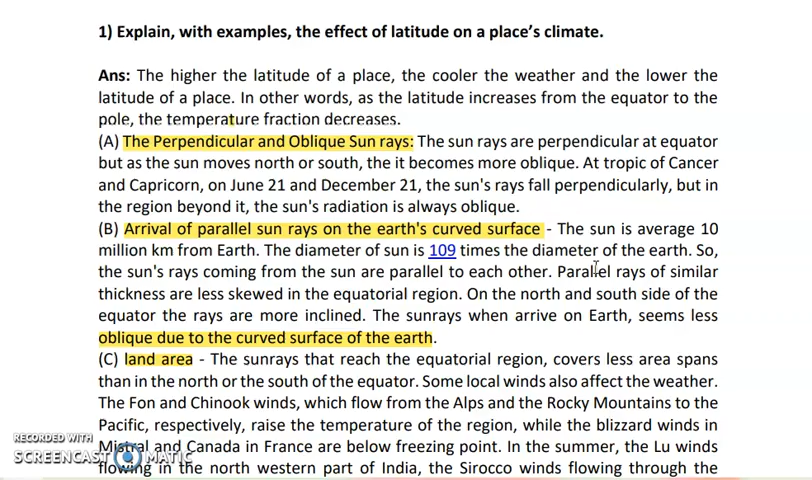 1) Explain, with examples, the effect of latitude on a place's climate.
Ans: The higher the latitude of a place, the cooler the weather and the lower the
latitude of a place. In other words, as the latitude increases from the equator to the
pole, the temperature fraction decreases.
(A) The Perpendicular and Oblique Sun rays: The sun rays are perpendicular at equator
but as the sun moves north or south, the it becomes more oblique. At tropic of Cancer
and Capricorn, on June 21 and December 21, the sun's rays fall perpendicularly, but in
the region beyond it, the sun's radiation is always oblique.
(B) Arrival of parallel sun rays on the earth's curved surface - The sun is average 10
million km from Earth. The diameter of sun is 109 times the diameter of the earth. So,
the sun's rays coming from the sun are parallel to each other. Parallel rays of similar
thickness are less skewed in the equatorial region. On the north and south side of the
equator the rays are more inclined. The sunrays when arrive on Earth, seems less
oblique due to the curved surface of the earth.
(C) land area - The sunrays that reach the equatorial region, covers less area spans
than in the north or the south of the equator. Some local winds also affect the weather.
The Fon and Chinook winds, which flow from the Alps and the Rocky Mountains to the
Pacific, respectively, raise the temperature of the region, while the blizzard winds in
Mistral and Canada in France are below freezing point. In the summer, the Lu winds
flowing in the north western part of India, the Sirocco winds flowing through the
RECORDED WITH
SCREENCAST MATIC